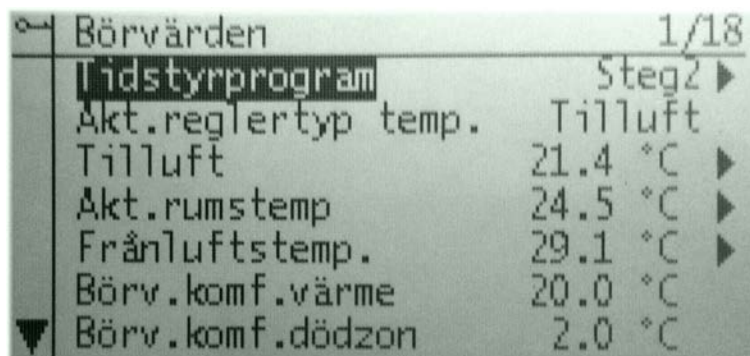 Börvärden 1/18
Tidstyrprogram Steg2
Akt.reglertyp temp. Tilluft
Tilluft 21.4 °C
Akt.rumstemp 24.5 °C
Frånluftstemp. 29.1 °C
Börv.komf.värme 20.0 °C
Börv.komf.dödzon 2.0 °C